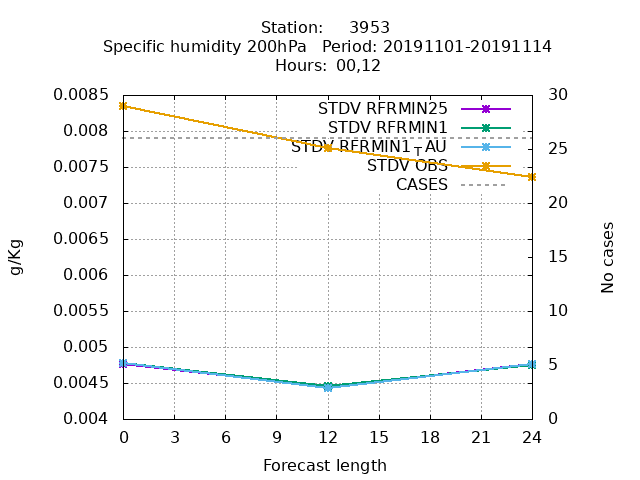 Station: 3953
Specific humidity 200hPa Period: 20191101-20191114
Hours: 00,12
0.0085
0.008
0.0075
0.007
0.0065
0.006
0.0055
0.005
0.0045
0.004
g/Kg
STDV RFRMIN25
STDV RFRMIN1
STDV RFRMIN1_TAU
STDV OBS
CASES
30
25
20
15
10
5
0
No cases
0 3 6 9 12 15 18 21 24
Forecast length